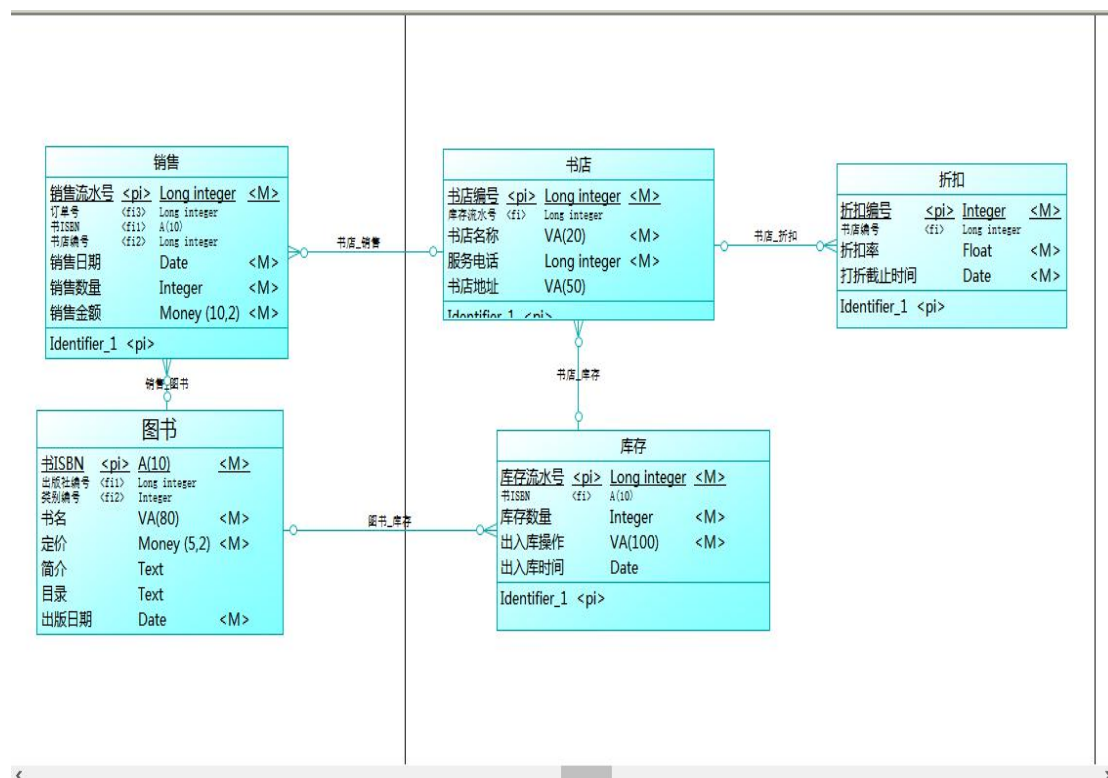 销售
销售流水号 <pi> Long integer <M>
订单号 <fi3> Long integer
书ISBN <fi1> A(10)
书店编号 <fi2> Long integer
销售日期 Date <M>
销售数量 Integer <M>
销售金额 Money (10,2) <M>
Identifier_1 <pi>
书店_销售
书店
书店编号 <pi> Long integer <M>
库存流水号 <fi> Long integer
书店名称 VA(20) <M>
服务电话 Long integer <M>
书店地址 VA(50)
Identifier_1 <pi>
书店_折扣
折扣
折扣编号 <pi> Integer <M>
书店编号 <fi> Long integer
折扣率 Float <M>
打折截止时间 Date <M>
Identifier_1 <pi>
销售_图书
书店_库存
图书
书ISBN <pi> A(10) <M>
出版社编号 <fi1> Long integer
类别编号 <fi2> Integer
书名 VA(80) <M>
定价 Money (5,2) <M>
简介 Text
目录 Text
出版日期 Date <M>
图书_库存
库存
库存流水号 <pi> Long integer <M>
书ISBN <fi> A(10)
库存数量 Integer <M>
出入库操作 VA(100) <M>
出入库时间 Date
Identifier_1 <pi>